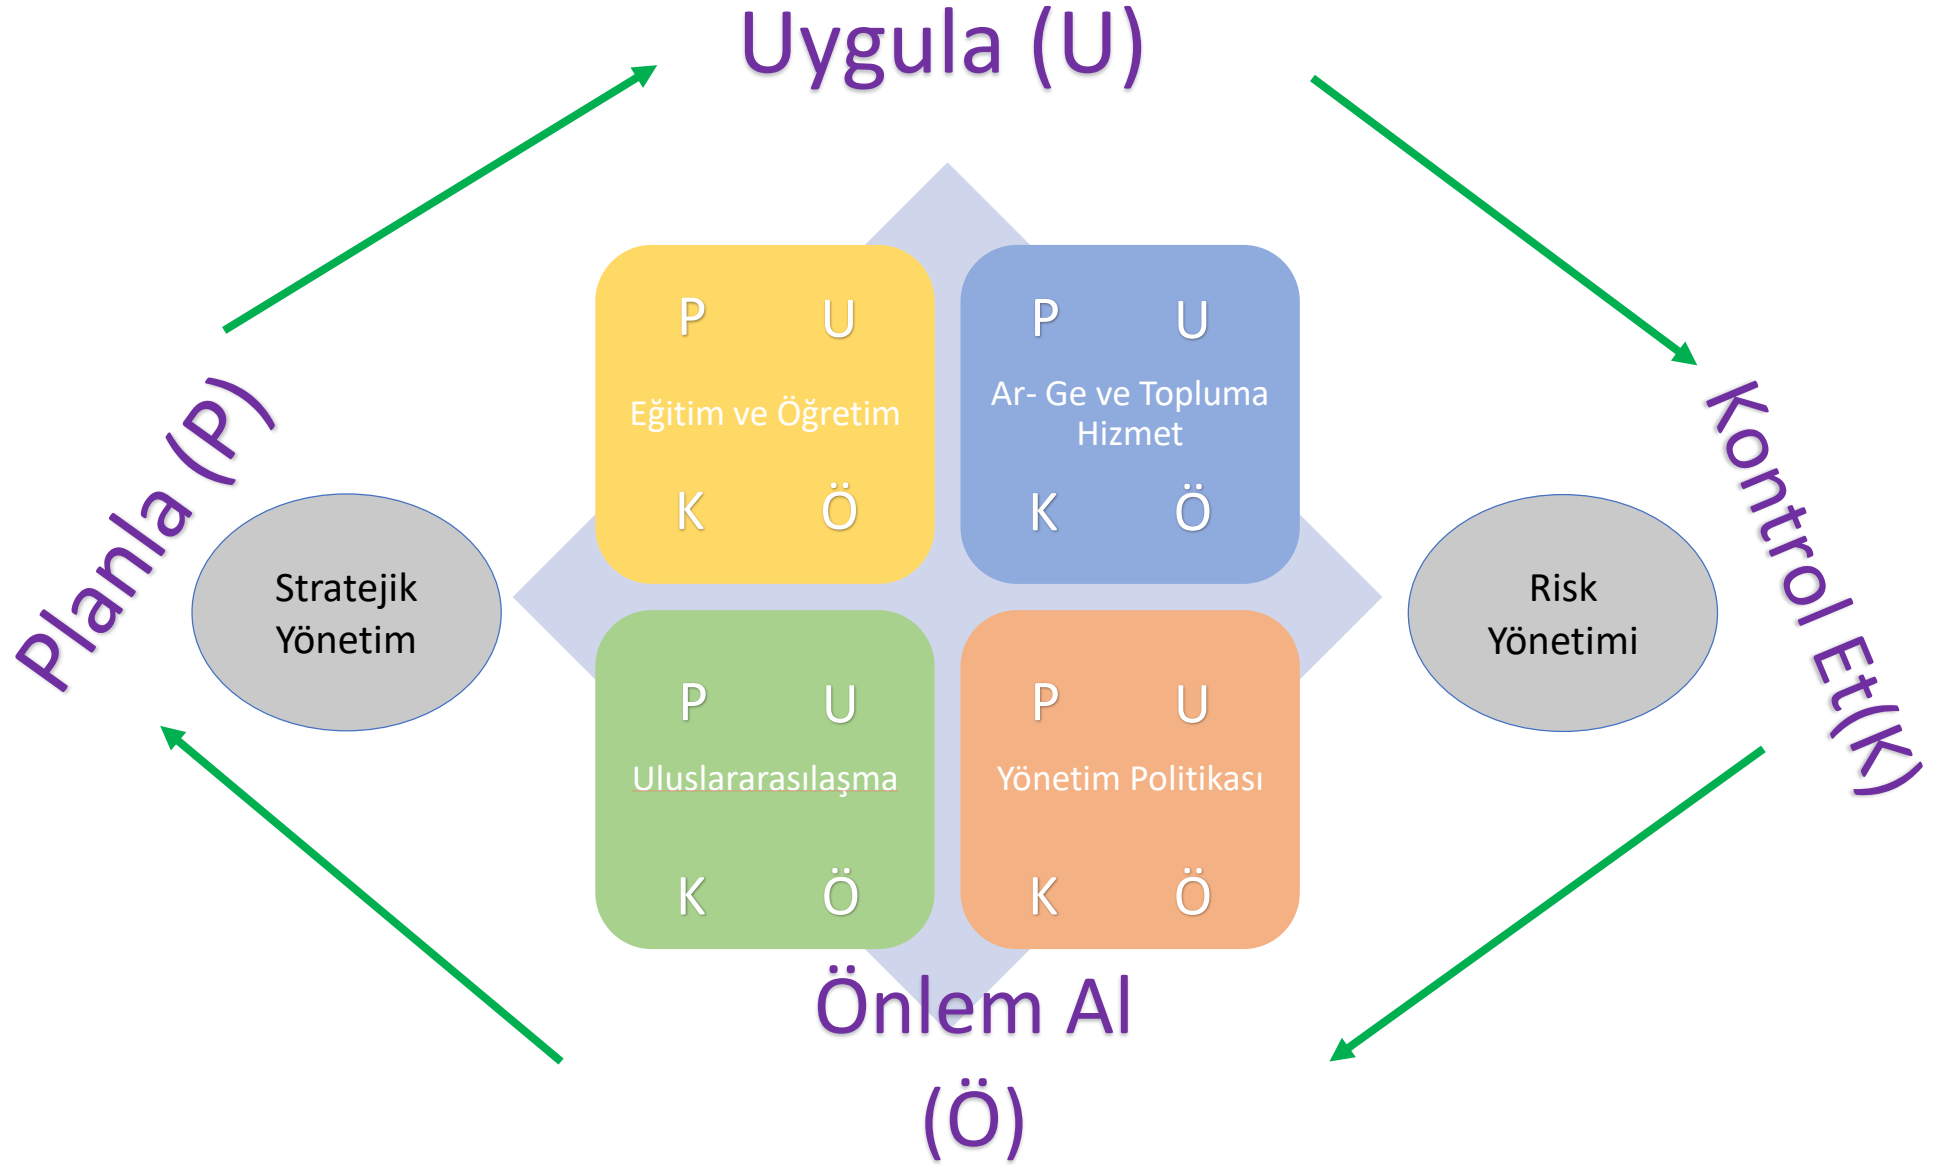 Uygula (U)
Planla (P)
Kontrol Et(K)
P U
Eğitim ve Öğretim
K Ö
P U
Ar- Ge ve Topluma
Hizmet
K Ö
Stratejik
Yönetim
Risk
Yönetimi
P U
Uluslararasılaşma
K Ö
P U
Yönetim Politikası
K Ö
Önlem Al
(Ö)